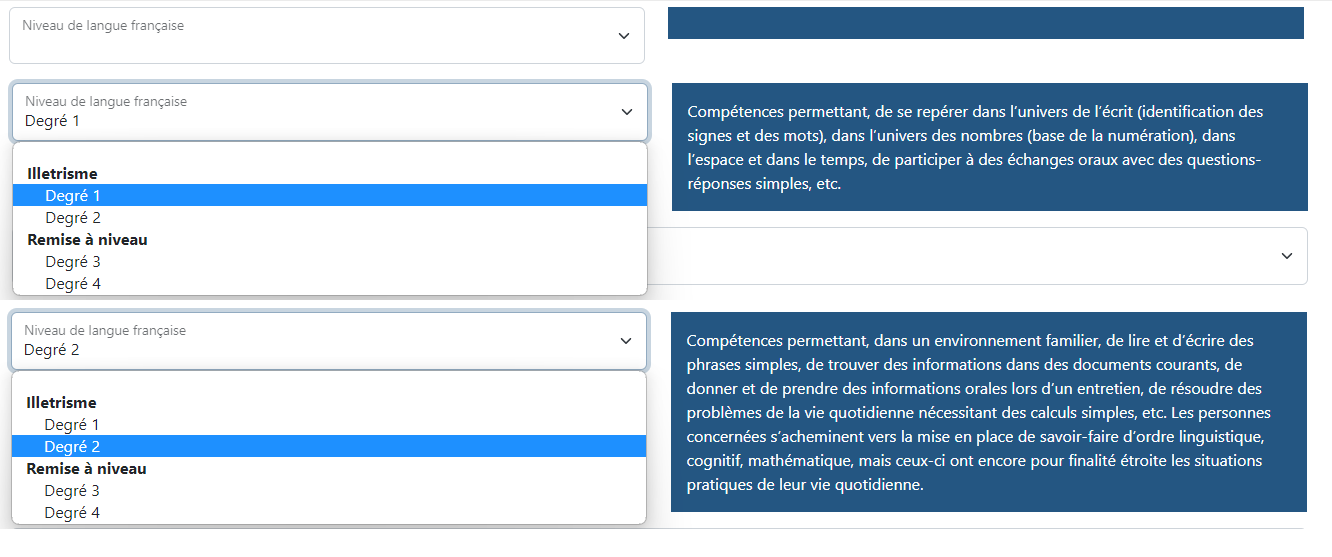 Niveau de langue française
Niveau de langue française
Degré 1
Illetrisme
Degré 1
Degré 2
Remise à niveau
Degré 3
Degré 4
Compétences permettant, de se repérer dans l’univers de l’écrit (identification des
signes et des mots), dans l’univers des nombres (base de la numération), dans
l’espace et dans le temps, de participer à des échanges oraux avec des questions-
réponses simples, etc.
Niveau de langue française
Degré 2
Illetrisme
Degré 1
Degré 2
Remise à niveau
Degré 3
Degré 4
Compétences permettant, dans un environnement familier, de lire et d’écrire des
phrases simples, de trouver des informations dans des documents courants, de
donner et de prendre des informations orales lors d’un entretien, de résoudre des
problèmes de la vie quotidienne nécessitant des calculs simples, etc. Les personnes
concernées s’acheminent vers la mise en place de savoir-faire d’ordre linguistique,
cognitif, mathématique, mais ceux-ci ont encore pour finalité étroite les situations
pratiques de leur vie quotidienne.